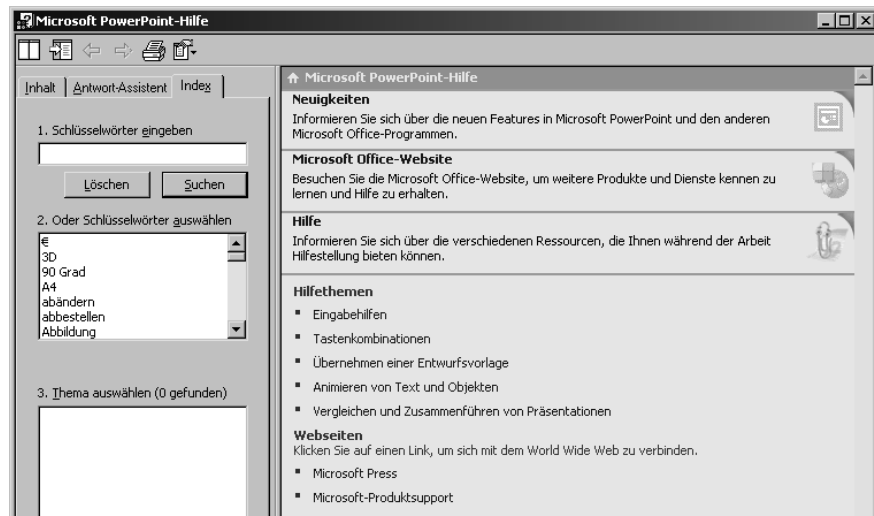 Microsoft PowerPoint-Hilfe
Inhalt
Antwort-Assistent
Index
1. Schlüsselwörter eingeben
Löschen
Suchen
2. Oder Schlüsselwörter auswählen
€
3D
90 Grad
A4
abändern
abbestellen
Abbildung
3. Thema auswählen (0 gefunden)
Microsoft PowerPoint-Hilfe
Neuigkeiten
Informieren Sie sich über die neuen Features in Microsoft PowerPoint und den anderen
Microsoft Office-Programmen.
Microsoft Office-Website
Besuchen Sie die Microsoft Office-Website, um weitere Produkte und Dienste kennen zu
lernen und Hilfe zu erhalten.
Hilfe
Informieren Sie sich über die verschiedenen Ressourcen, die Ihnen während der Arbeit
Hilfestellung bieten können.
Hilfethemen
▪ Eingabehilfen
▪ Tastenkombinationen
▪ Übernehmen einer Entwurfsvorlage
▪ Animieren von Text und Objekten
▪ Vergleichen und Zusammenführen von Präsentationen
Webseiten
Klicken Sie auf einen Link, um sich mit dem World Wide Web zu verbinden.
▪ Microsoft Press
▪ Microsoft-Produktsupport